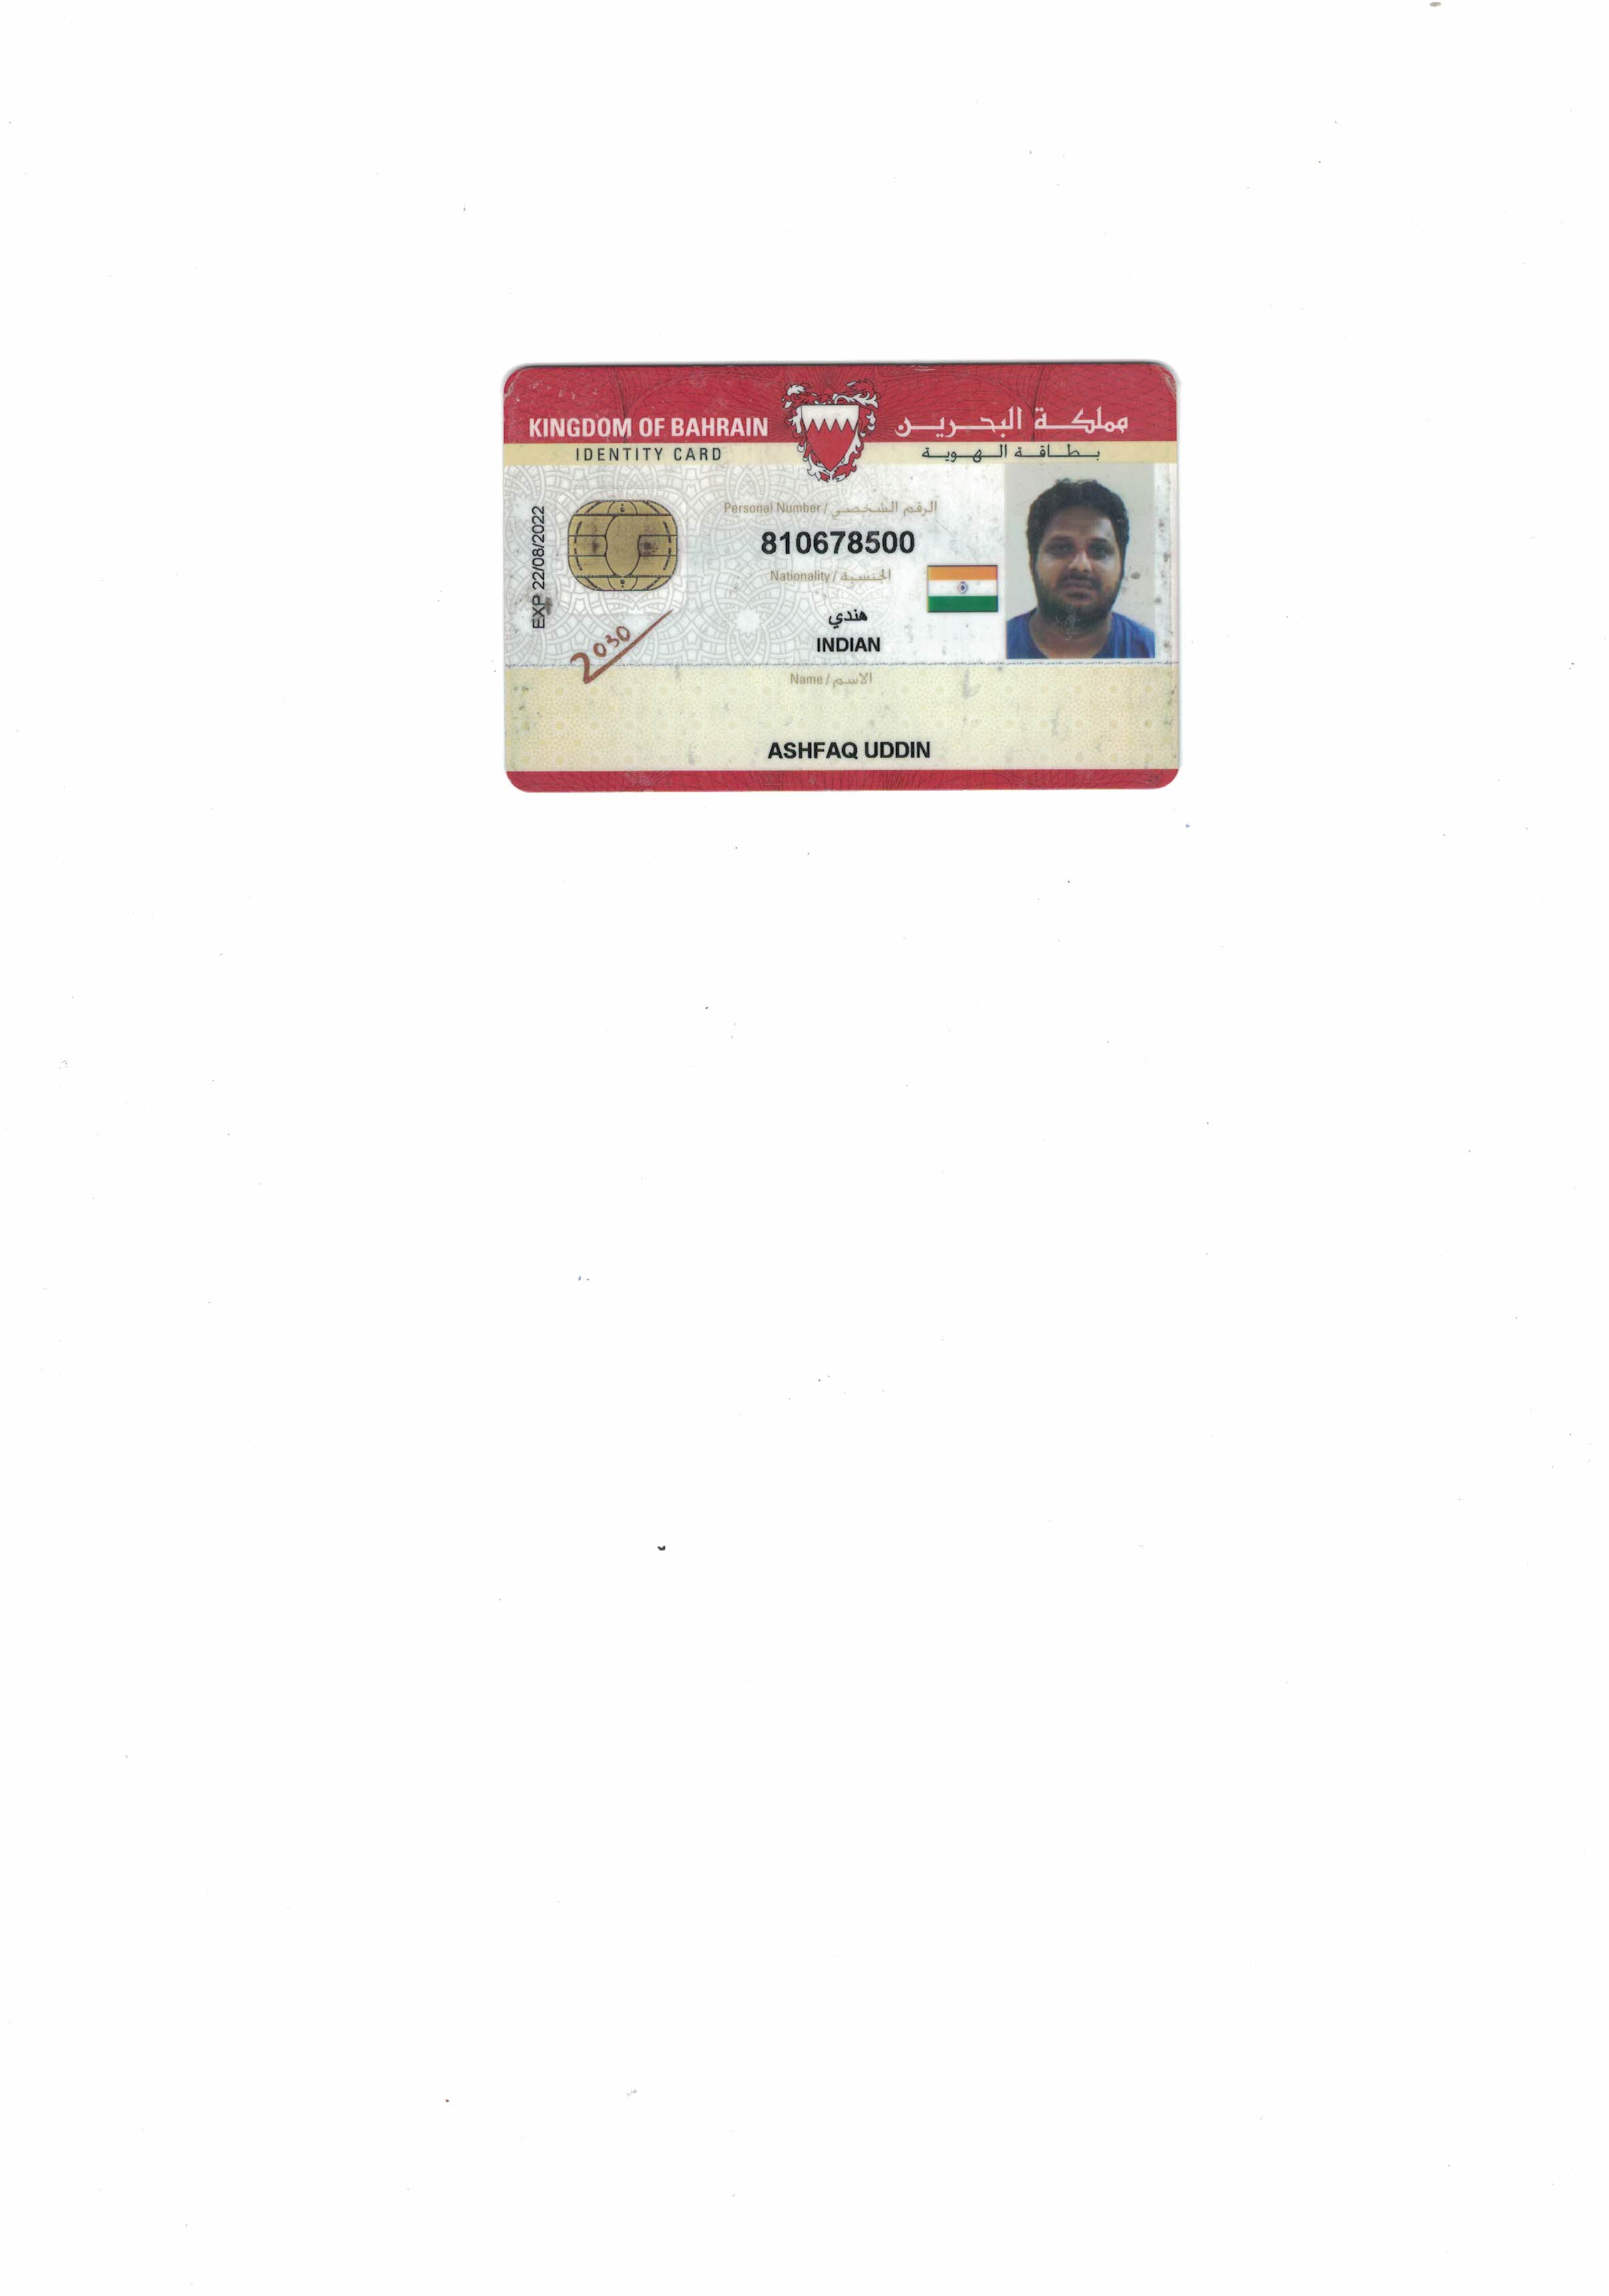 KINGDOM OF BAHRAIN
مملكة البحرين
IDENTITY CARD
بطاقة الهوية
EXP 22/08/2022
Personal Number / الرقم الشخصي
810678500
Nationality / الجنسية
هندي
INDIAN
2030
Name / الاسم
ASHFAQ UDDIN